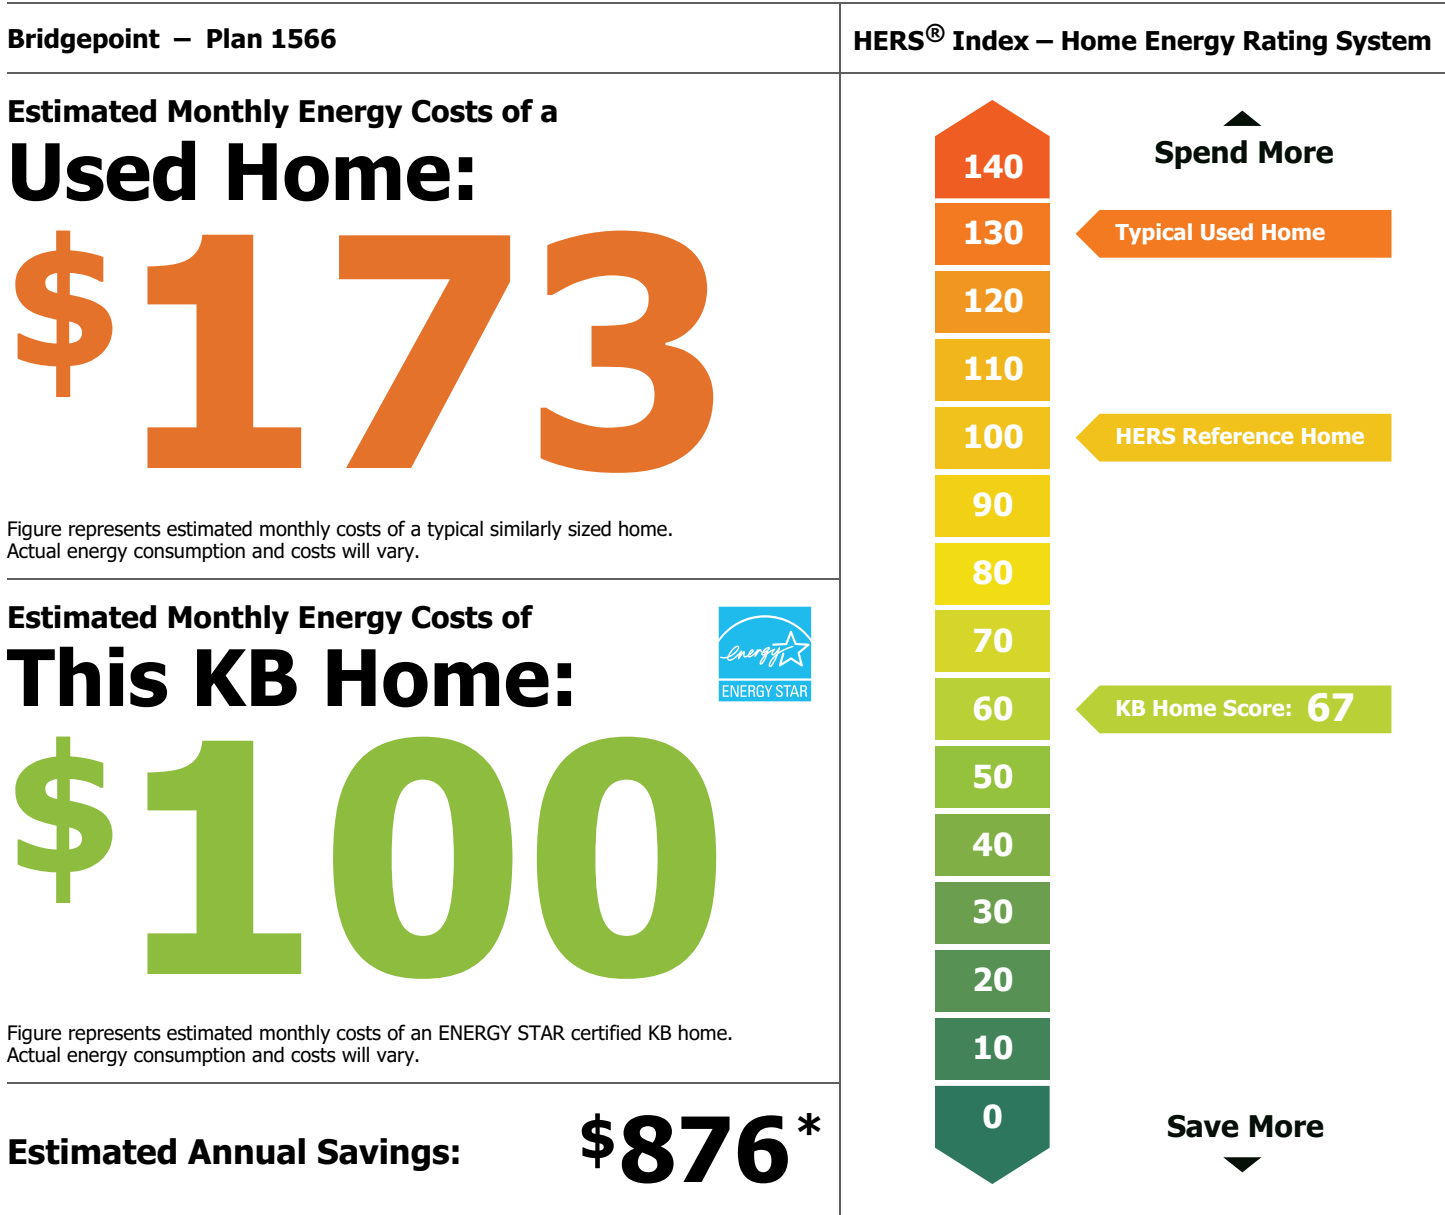 Bridgepoint – Plan 1566
Estimated Monthly Energy Costs of a
Used Home:
$173
Figure represents estimated monthly costs of a typical similarly sized home.
Actual energy consumption and costs will vary.
Estimated Monthly Energy Costs of
This KB Home:
energy
ENERGY STAR
$100
Figure represents estimated monthly costs of an ENERGY STAR certified KB home.
Actual energy consumption and costs will vary.
Estimated Annual Savings: $876*
HERS® Index – Home Energy Rating System
Spend More
140
130 Typical Used Home
120
110
100 HERS Reference Home
90
80
70
60 KB Home Score: 67
50
40
30
20
10
0
Save More